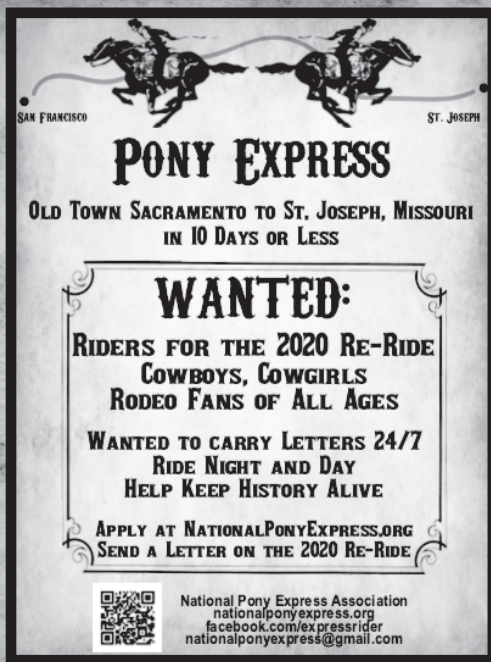 San Francisco
St. Joseph
Pony Express
Old Town Sacramento to St. Joseph, Missouri
in 10 Days or Less
WANTED:
Riders for the 2020 Re-Ride
Cowboys, Cowgirls
Rodeo Fans of All Ages
Wanted to carry Letters 24/7
Ride Night and Day
Help Keep History Alive
Apply at NationalPonyExpress.org
Send a Letter on the 2020 Re-Ride
National Pony Express Association
nationalponyexpress.org
facebook.com/expressrider
nationalponyexpress@gmail.com